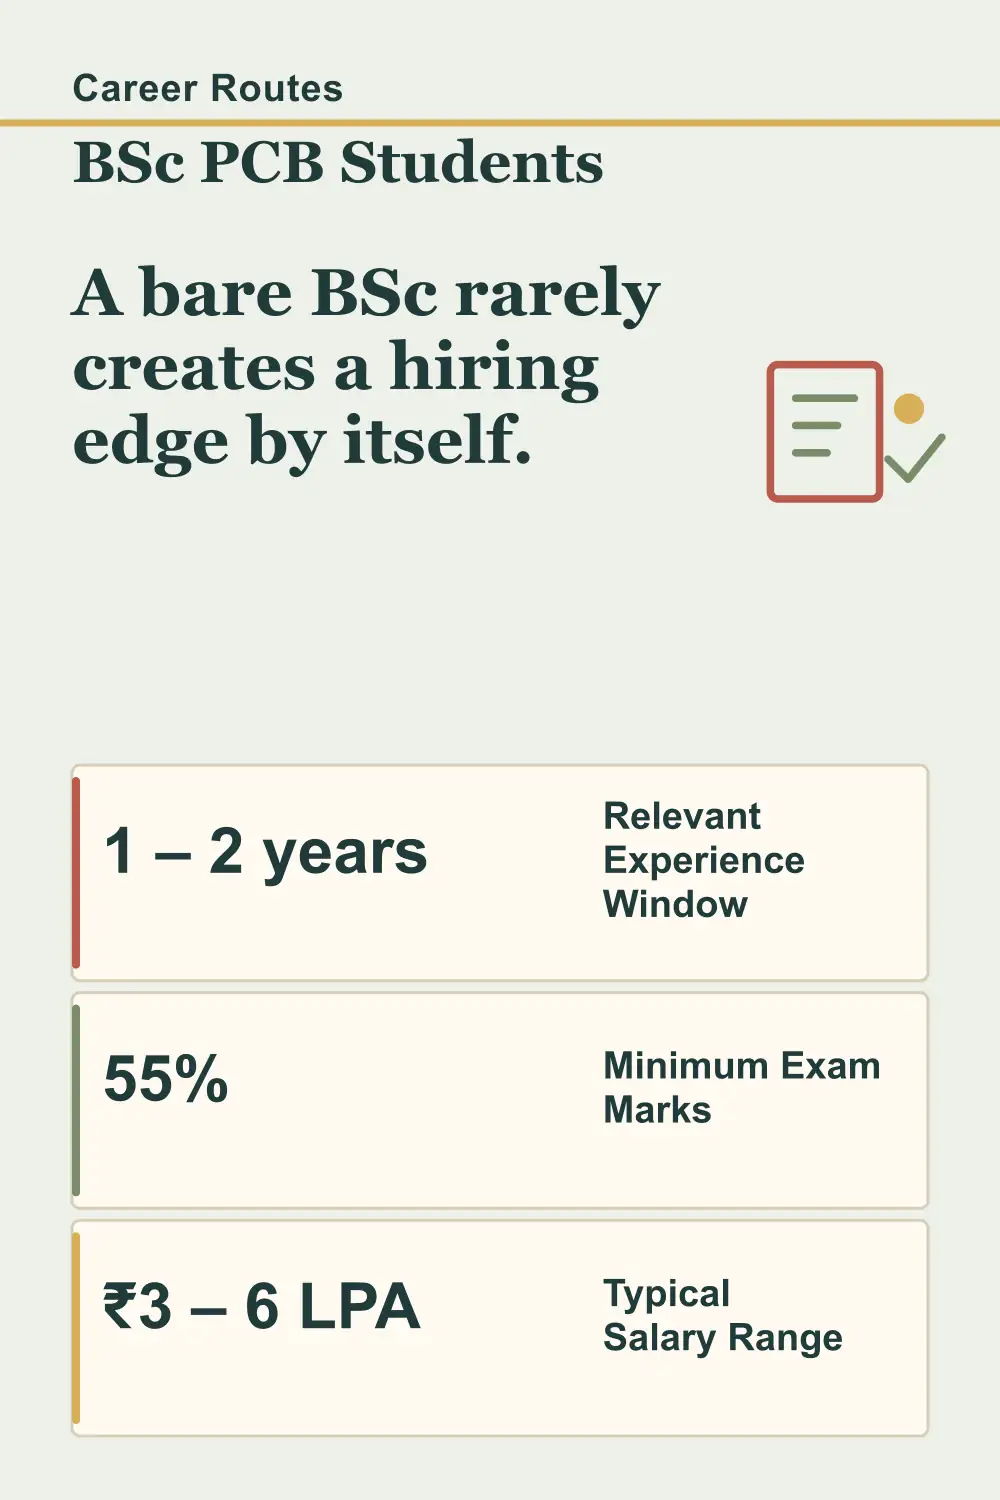 Career Routes
BSc PCB Students
A bare BSc rarely
creates a hiring
edge by itself.
1 – 2 years
Relevant
Experience
Window
55%
Minimum Exam
Marks
₹3 – 6 LPA
Typical
Salary Range